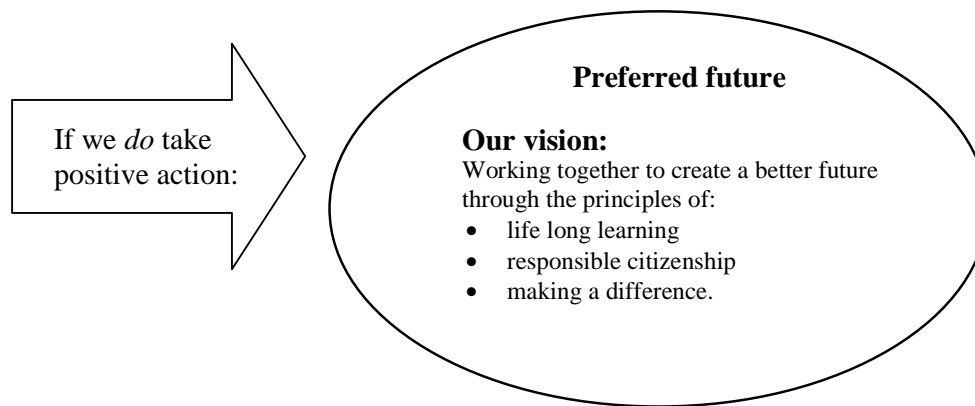 If we do take
positive action:
Preferred future
Our vision:
Working together to create a better future
through the principles of:
• life long learning
• responsible citizenship
• making a difference.